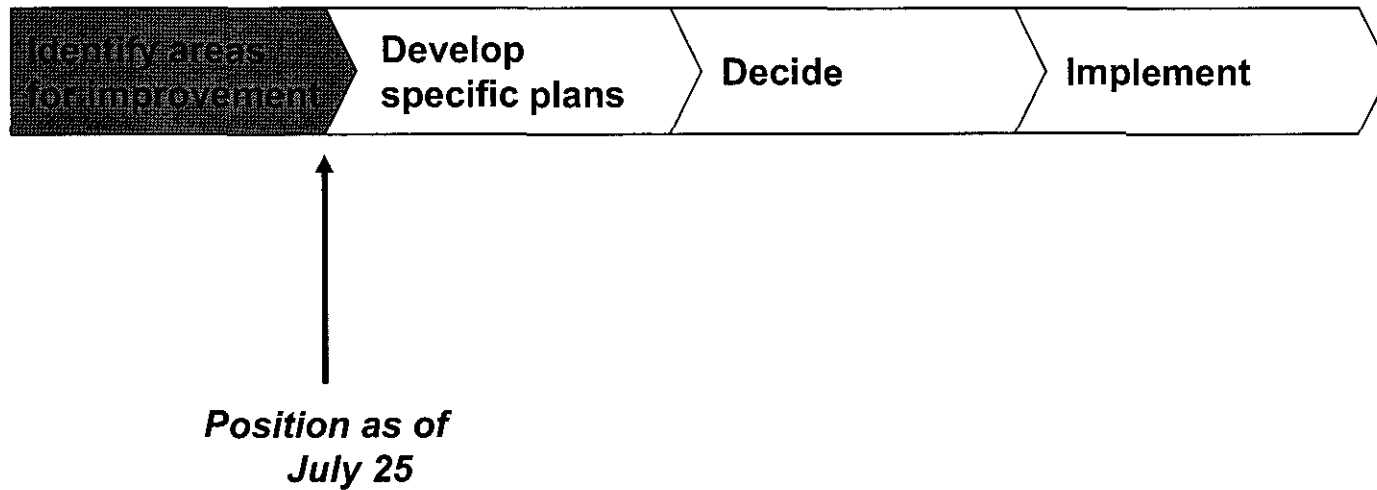 Identify areas
for improvement
Develop
specific plans
Decide
Implement
Position as of
July 25